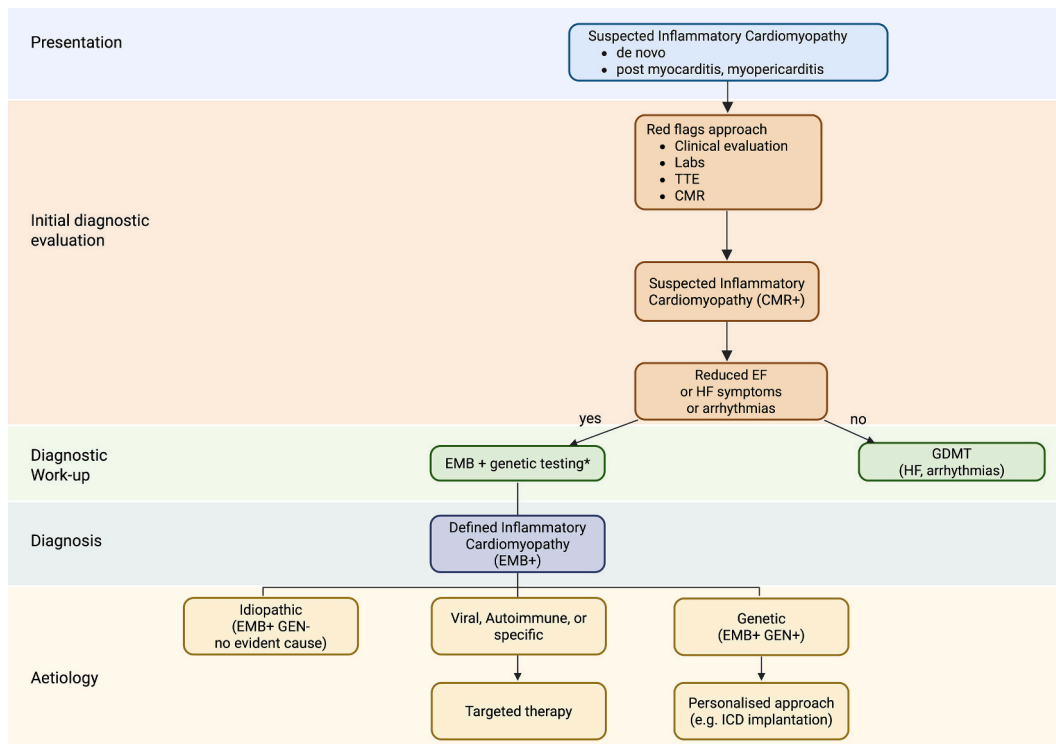 Presentation
Suspected Inflammatory Cardiomyopathy
• de novo
• post myocarditis, myopericarditis
Initial diagnostic
evaluation
Red flags approach
• Clinical evaluation
• Labs
• TTE
• CMR
Suspected Inflammatory
Cardiomyopathy (CMR+)
Reduced EF
or HF symptoms
or arrhythmias
yes
no
Diagnostic
Work-up
EMB + genetic testing*
GDMT
(HF, arrhythmias)
Diagnosis
Defined Inflammatory
Cardiomyopathy
(EMB+)
Aetiology
Idiopathic
(EMB+ GEN-
no evident cause)
Viral, Autoimmune, or
specific
Genetic
(EMB+ GEN+)
Targeted therapy
Personalised approach
(e.g. ICD implantation)